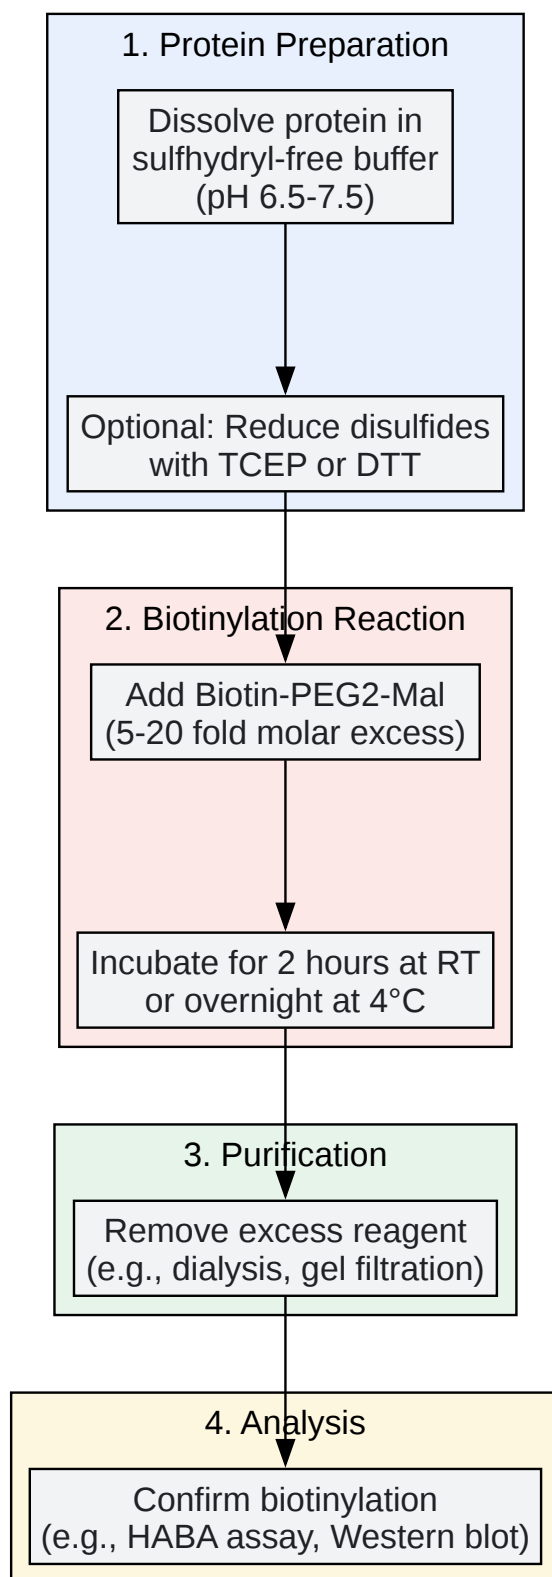 1. Protein Preparation
Dissolve protein in
sulfhydryl-free buffer
(pH 6.5-7.5)
Optional: Reduce disulfides
with TCEP or DTT
2. Biotinylation Reaction
Add Biotin-PEG2-Mal
(5-20 fold molar excess)
Incubate for 2 hours at RT
or overnight at 4°C
3. Purification
Remove excess reagent
(e.g., dialysis, gel filtration)
4. Analysis
Confirm biotinylation
(e.g., HABA assay, Western blot)